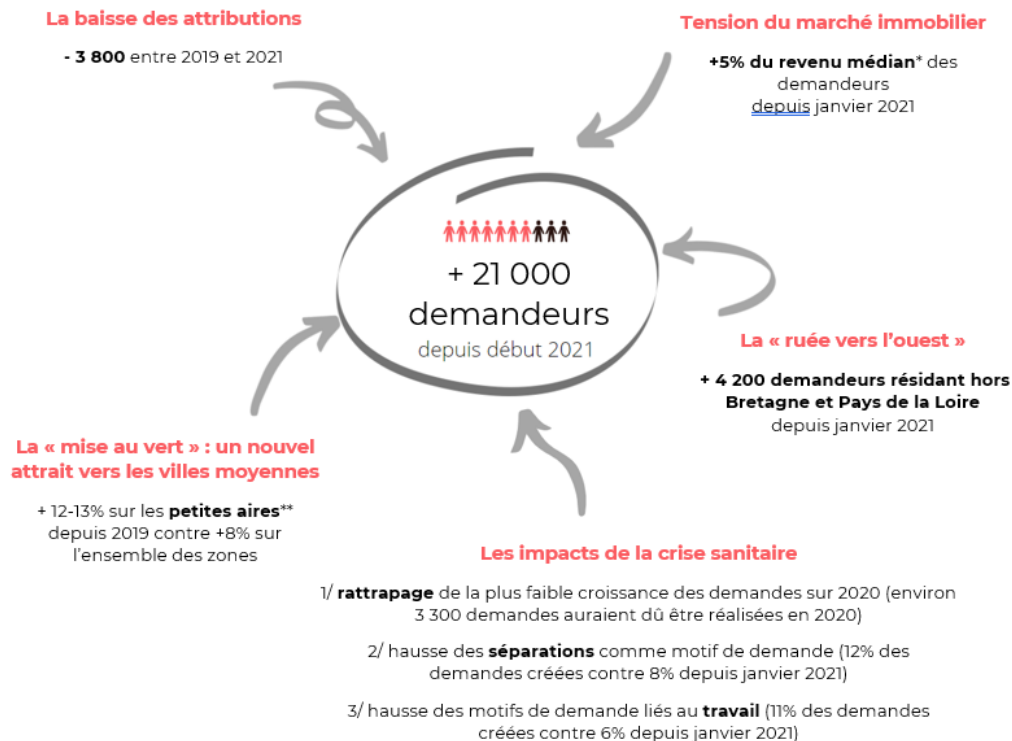 La baisse des attributions
- 3 800 entre 2019 et 2021
Tension du marché immobilier
+5% du revenu médian* des
demandeurs
depuis janvier 2021
+ 21 000
demandeurs
depuis début 2021
La « ruée vers l’ouest »
+ 4 200 demandeurs résidant hors
Bretagne et Pays de la Loire
depuis janvier 2021
La « mise au vert » : un nouvel
attrait vers les villes moyennes
+ 12-13% sur les petites aires**
depuis 2019 contre +8% sur
l’ensemble des zones
Les impacts de la crise sanitaire
1/ rattrapage de la plus faible croissance des demandes sur 2020 (environ
3 300 demandes auraient dû être réalisées en 2020)
2/ hausse des séparations comme motif de demande (12% des
demandes créées contre 8% depuis janvier 2021)
3/ hausse des motifs de demande liés au travail (11% des demandes
créées contre 6% depuis janvier 2021)